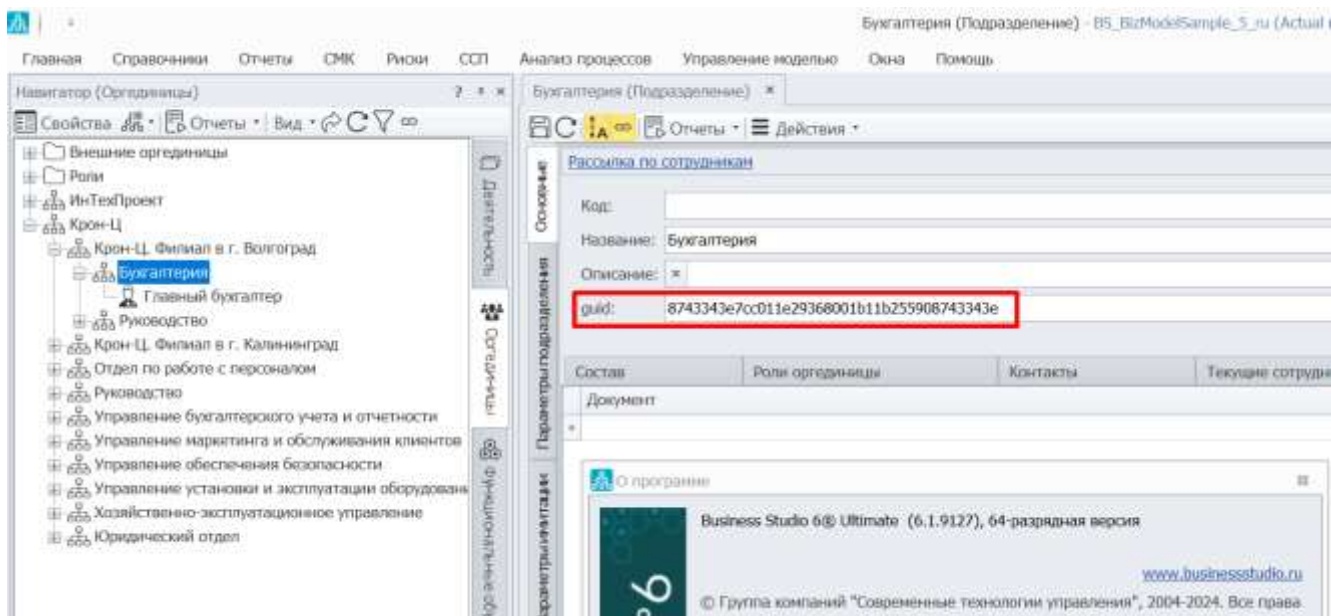 Бухгалтерия (Подразделение) - BS_BizModelSample_5_ru (Actual
Главная Справочники Отчеты СМК Риски ССП Анализ процессов Управление моделью Окна Помощь
Навигатор (Оргединицы) ?
Бухгалтерия (Подразделение)
Свойства Отчеты Вид
Отчеты Действия
Внешние оргединицы
Роли
ИнТехПроект
Крон-Ц
Крон-Ц. Филиал в г. Волгоград
Бухгалтерия
Главный бухгалтер
Руководство
Крон-Ц. Филиал в г. Калининград
Отдел по работе с персоналом
Руководство
Управление бухгалтерского учета и отчетности
Управление маркетинга и обслуживания клиентов
Управление обеспечения безопасности
Управление установки и эксплуатации оборудован
Хозяйственно-эксплуатационное управление
Юридический отдел
Деятельность
Оргединицы
Функциональные об
Основные
Параметры подразделения
Параметры имитации
Рассылка по сотрудникам
Код:
Название: Бухгалтерия
Описание:
guid: 8743343e7cc011e29368001b11b255908743343e
Состав Роли оргединицы Контакты Текущие сотрудн
Документ
О программе
Business Studio 6® Ultimate (6.1.9127), 64-разрядная версия
www.businessstudio.ru
© Группа компаний "Современные технологии управления", 2004-2024. Все права
6